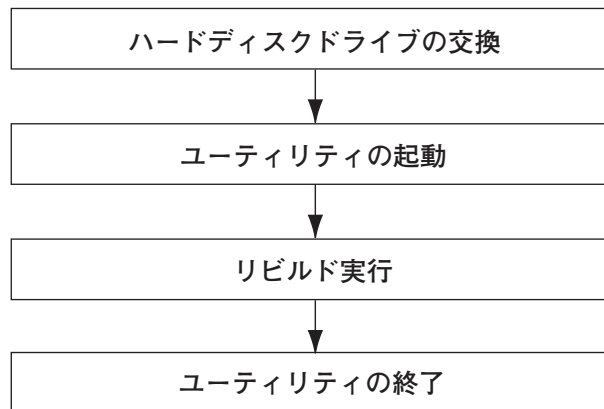 ハードディスクドライブの交換
ユーティリティの起動
リビルド実行
ユーティリティの終了